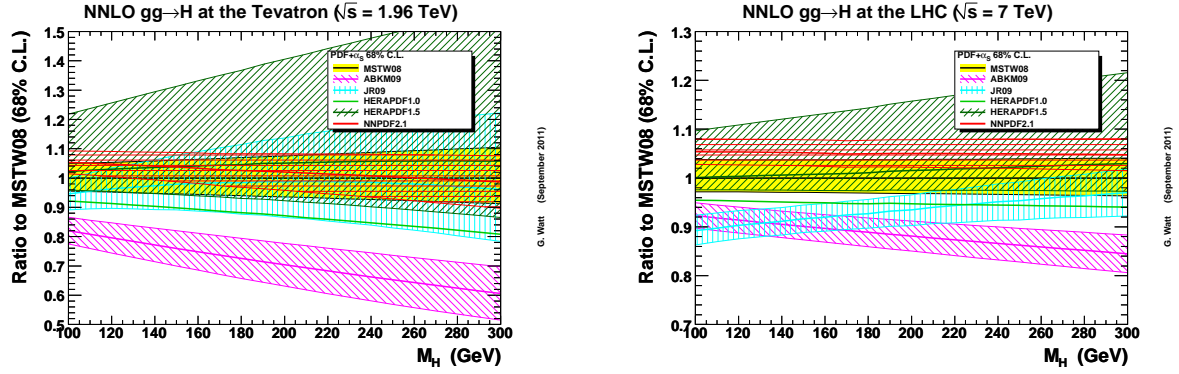 NNLO gg→H at the Tevatron (√s = 1.96 TeV)
Ratio to MSTW08 (68% C.L.)
1.5
1.4
1.3
1.2
1.1
1
0.9
0.8
0.7
0.6
0.5
PDF+αS 68% C.L.
MSTW08
ABKM09
JR09
HERAPDF1.0
HERAPDF1.5
NNPDF2.1
G. Watt (September 2011)
100 120 140 160 180 200 220 240 260 280 300
MH (GeV)
NNLO gg→H at the LHC (√s = 7 TeV)
Ratio to MSTW08 (68% C.L.)
1.3
1.2
1.1
1
0.9
0.8
0.7
PDF+αS 68% C.L.
MSTW08
ABKM09
JR09
HERAPDF1.0
HERAPDF1.5
NNPDF2.1
G. Watt (September 2011)
100 120 140 160 180 200 220 240 260 280 300
MH (GeV)